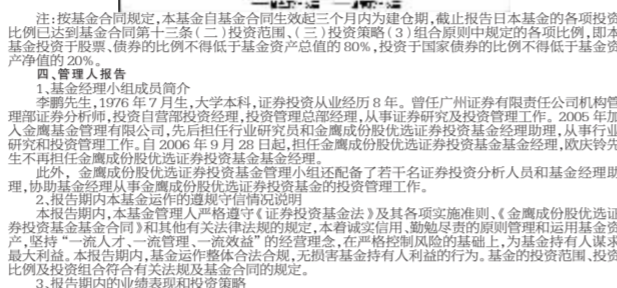 注:按基金合同规定,本基金自基金合同生效起三个月内为建仓期,截止报告日本基金的各项投资
比例已达到基金合同第十三条(二)投资范围、(三)投资策略(3)组合原则中规定的各项比例,即本
基金投资于股票、债券的比例不得低于基金资产总值的80%,投资于国家债券的比例不得低于基金资
产净值的20%。
四、管理人报告
1、基金经理小组成员简介
李鹏先生,1976年7月生,大学本科,证券投资从业经历8年。曾任广州证券有限责任公司机构管
理部证券分析师,投资自营部投资经理,投资管理总部经理,从事证券研究及投资管理工作。2005年加
入金鹰基金管理有限公司,先后担任行业研究员和金鹰成份股优选证券投资基金经理助理,从事行业
研究和投资管理工作。自2006年9月28日起,担任金鹰成份股优选证券投资基金基金经理,欧庆铃先
生不再担任金鹰成份股优选证券投资基金基金经理。
此外,金鹰成份股优选证券投资基金管理小组还配备了若干名证券投资分析人员和基金经理助
理,协助基金经理从事金鹰成份股优选证券投资基金的投资管理工作。
2、报告期内本基金运作的遵规守信情况说明
本报告期内,本基金管理人严格遵守《证券投资基金法》及其各项实施准则、《金鹰成份股优选证
券投资基金基金合同》和其他有关法律法规的规定,本着诚实信用、勤勉尽责的原则管理和运用基金资
产,坚持“一流人才、一流管理、一流效益”的经营理念,在严格控制风险的基础上,为基金持有人谋求
最大利益。本报告期内,基金运作整体合法合规,无损害基金持有人利益的行为。基金的投资范围、投资
比例及投资组合符合有关法规及基金合同的规定。
3、报告期内的业绩表现和投资策略